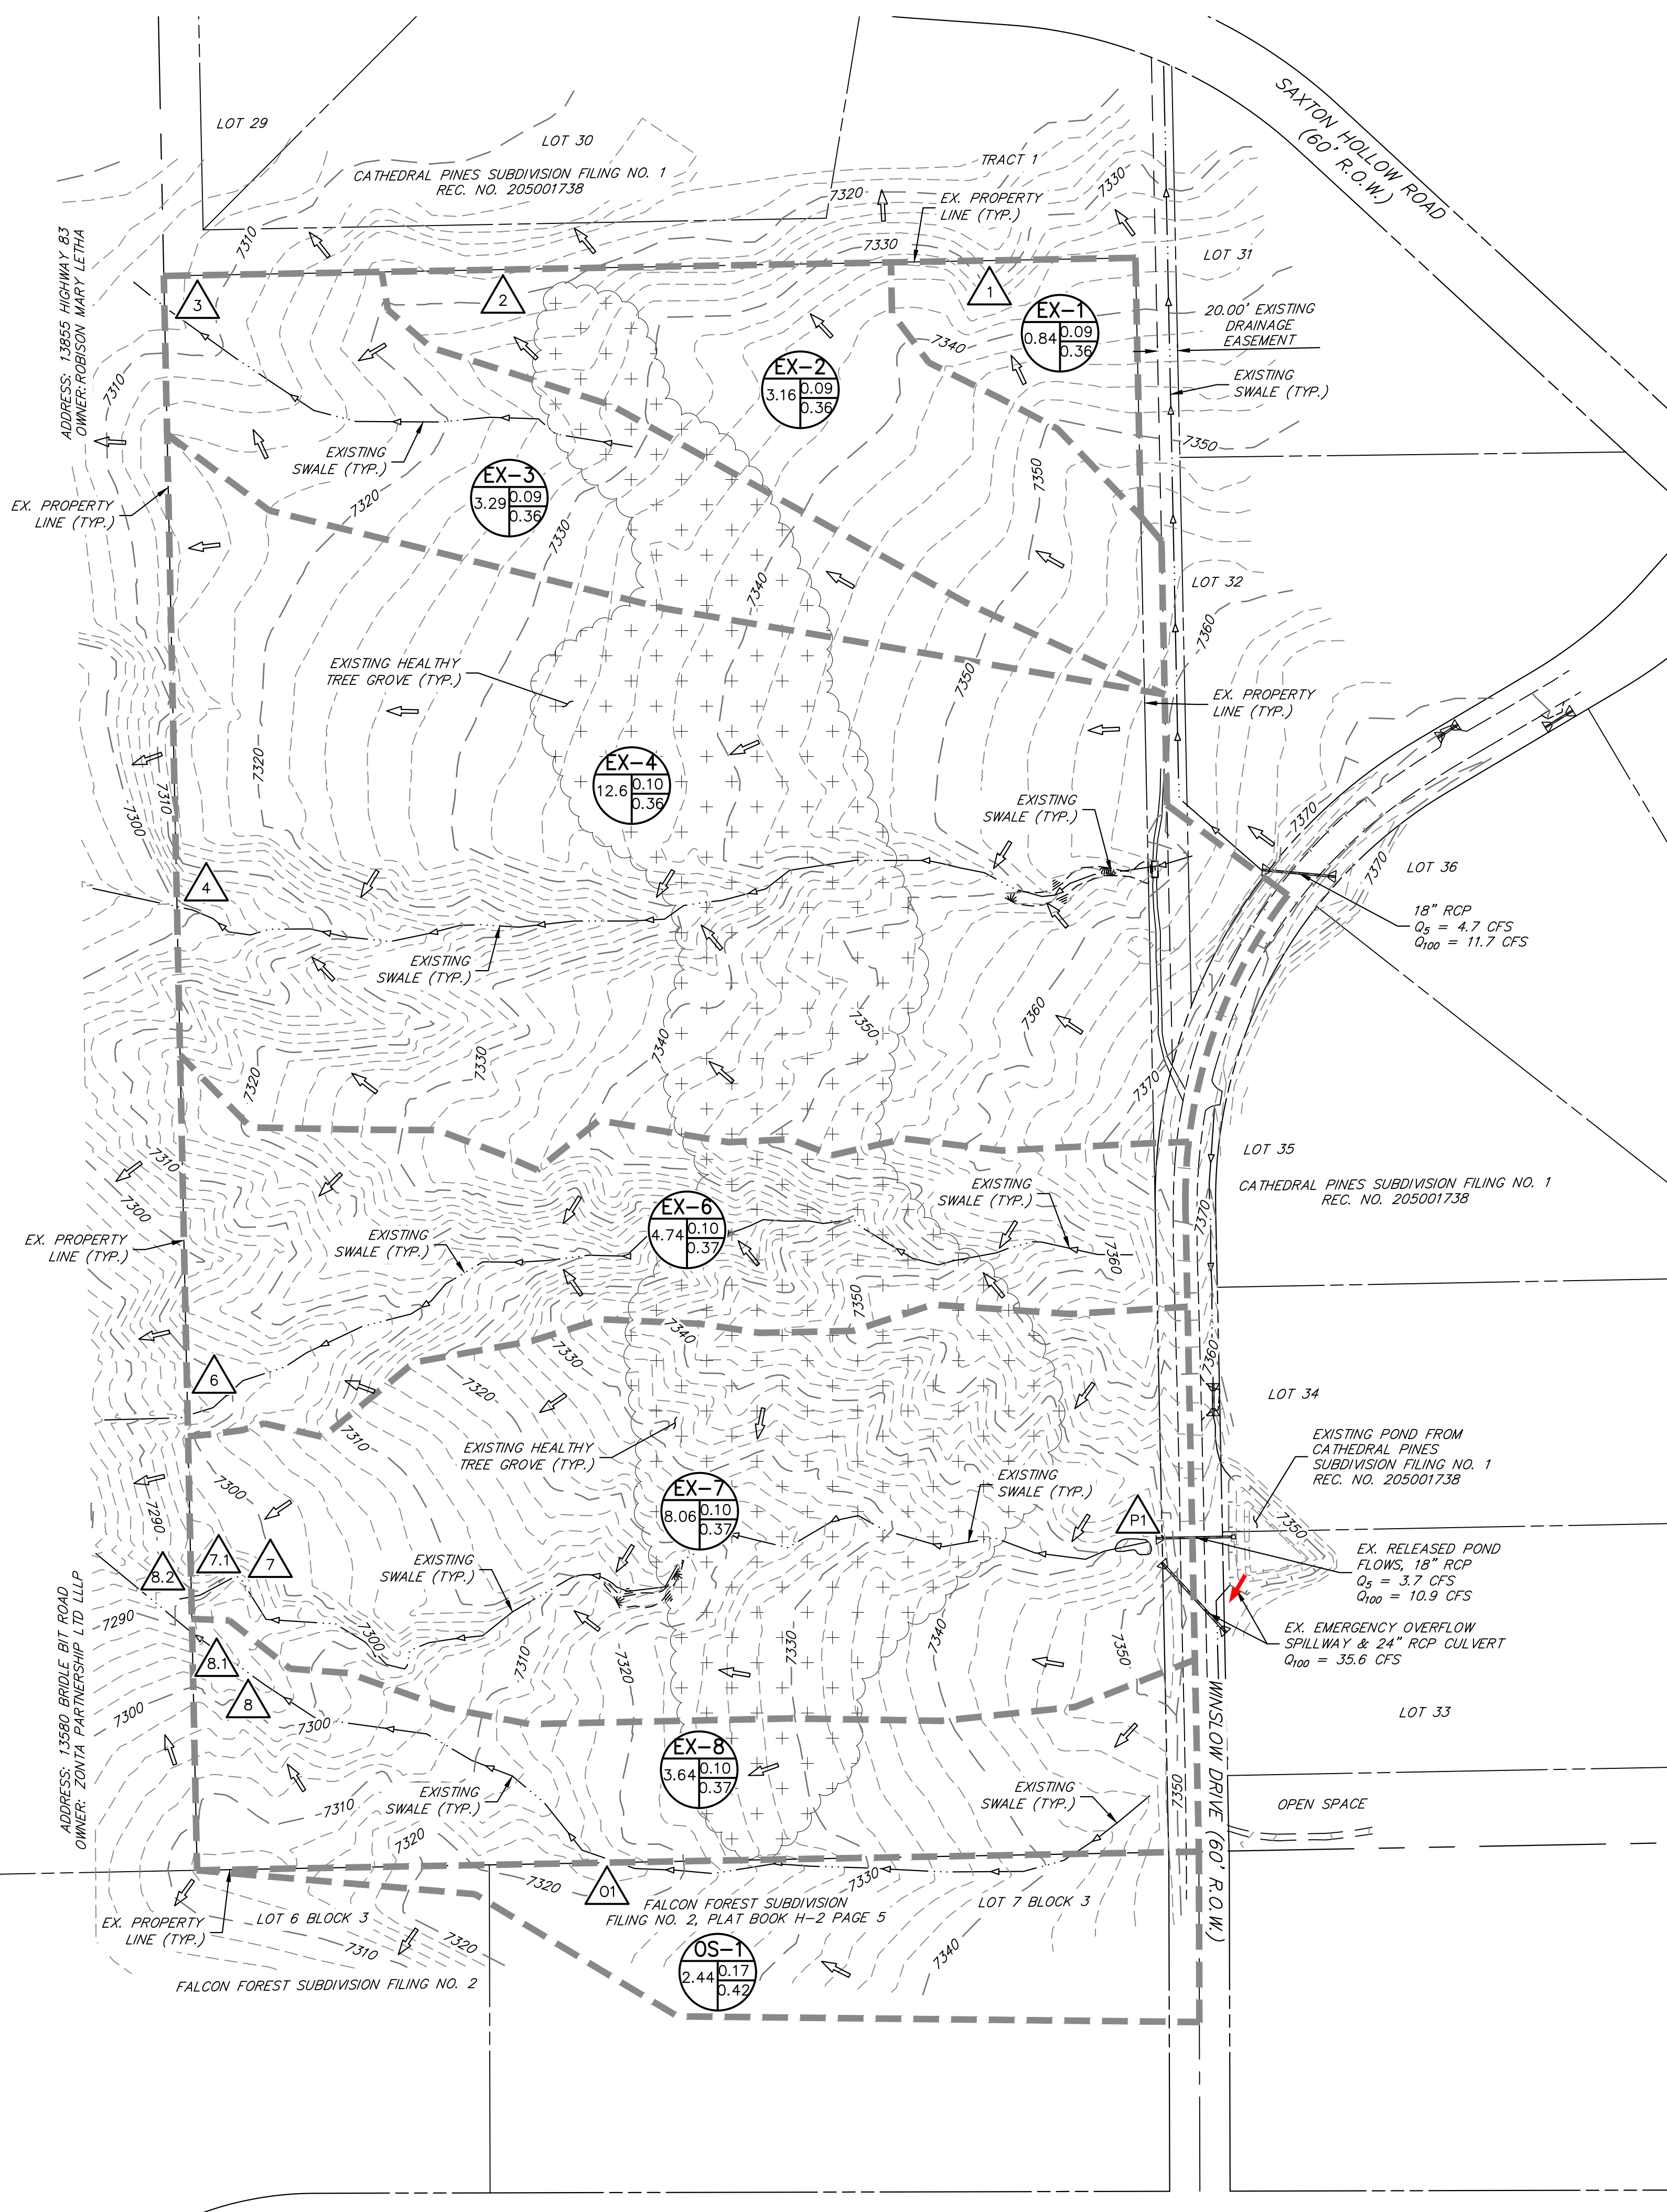 SAXTON HOLLOW ROAD
(60' R.O.W.)
LOT 29
LOT 30
CATHEDRAL PINES SUBDIVISION FILING NO. 1
REC. NO. 205001738
TRACT 1
7330
7320
EX. PROPERTY
LINE (TYP.)
7310
7330
LOT 31
ADDRESS: 13855 HIGHWAY 83
OWNER: ROBISON MARY LETHA
3
2
1
EX-1
0.84
0.09
0.36
20.00' EXISTING
DRAINAGE
EASEMENT
7340
EX-2
3.16
0.09
0.36
EXISTING
SWALE (TYP.)
7310
7350
EXISTING
SWALE (TYP.)
EX-3
3.29
0.09
0.36
7350
7320
EX. PROPERTY
LINE (TYP.)
7330
7340
LOT 32
7360
EXISTING HEALTHY
TREE GROVE (TYP.)
7350
EX. PROPERTY
LINE (TYP.)
7320
EX-4
12.6
0.10
0.36
7310
7300
EXISTING
SWALE (TYP.)
7370
7370
LOT 36
4
18" RCP
Q5 = 4.7 CFS
Q100 = 11.7 CFS
EXISTING
SWALE (TYP.)
7360
7350
7340
7330
7320
7370
LOT 35
7310
CATHEDRAL PINES SUBDIVISION FILING NO. 1
REC. NO. 205001738
EXISTING
SWALE (TYP.)
7300
EX-6
4.74
0.10
0.37
7370
EX. PROPERTY
LINE (TYP.)
EXISTING
SWALE (TYP.)
7360
7350
7340
7330
7360
6
7320
LOT 34
7310
EXISTING HEALTHY
TREE GROVE (TYP.)
EXISTING POND FROM
CATHEDRAL PINES
SUBDIVISION FILING NO. 1
REC. NO. 205001738
7300
EX-7
8.06
0.10
0.37
EXISTING
SWALE (TYP.)
7290
P1
7350
8.2
7.1
7
EXISTING
SWALE (TYP.)
EX. RELEASED POND
FLOWS, 18" RCP
Q5 = 3.7 CFS
Q100 = 10.9 CFS
ADDRESS: 13580 BRIDLE BIT ROAD
OWNER: ZONTA PARTNERSHIP LTD LLLP
7290
7300
8.1
7310
7320
7330
7340
7350
EX. EMERGENCY OVERFLOW
SPILLWAY & 24" RCP CULVERT
Q100 = 35.6 CFS
8
7300
7300
LOT 33
WINSLOW DRIVE (60' R.O.W.)
EX-8
3.64
0.10
0.37
EXISTING
SWALE (TYP.)
EXISTING
SWALE (TYP.)
7350
OPEN SPACE
7310
7320
7320
O1
7330
FALCON FOREST SUBDIVISION
FILING NO. 2, PLAT BOOK H-2 PAGE 5
LOT 7 BLOCK 3
EX. PROPERTY
LINE (TYP.)
LOT 6 BLOCK 3
7310
7320
7340
OS-1
2.44
0.17
0.42
FALCON FOREST SUBDIVISION FILING NO. 2